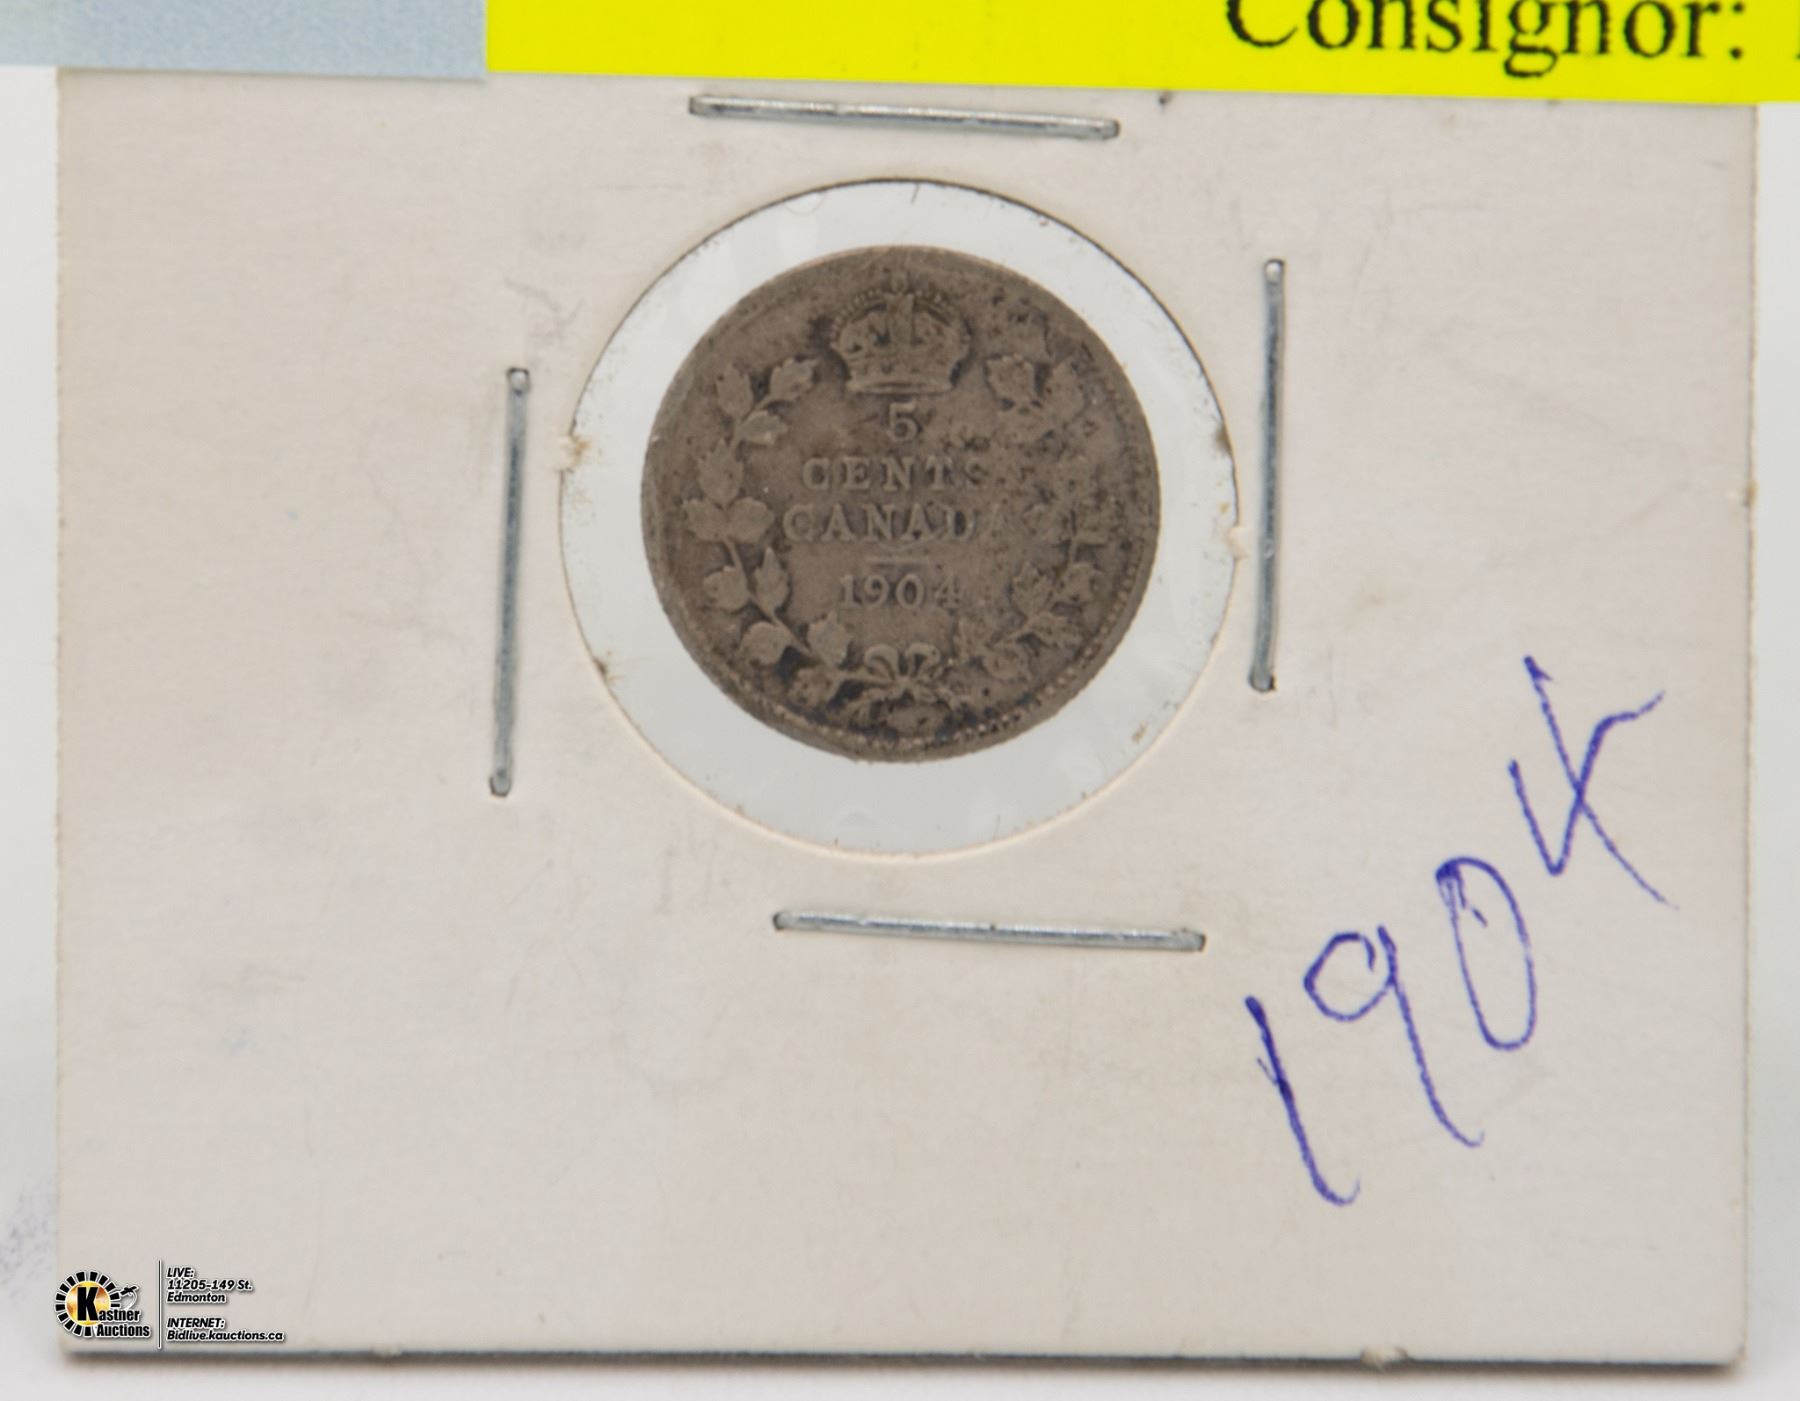 Consignor:
5
CENTS
CANADA
1904
1904
Kastner
Auctions
LIVE:
11205-149 St.
Edmonton
INTERNET:
Bidlive.kauctions.ca